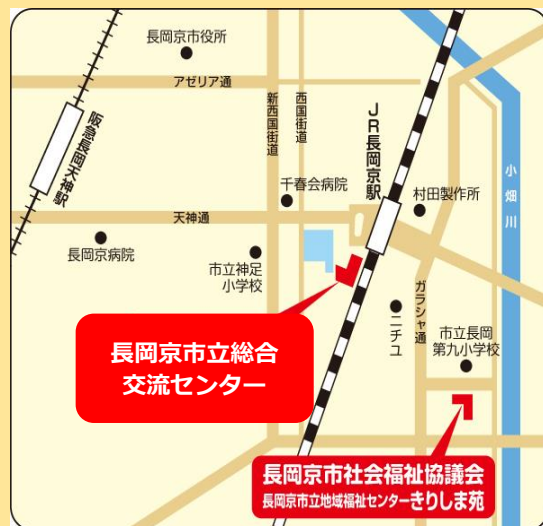 長岡京市役所
アゼリア通
新西国街道
西国街道
JR長岡京駅
阪急長岡天神駅
小畑川
千春会病院
村田製作所
天神通
長岡京病院
市立神足
小学校
ガラシャ通
ニチユ
市立長岡
第九小学校
長岡京市立総合
交流センター
長岡京市社会福祉協議会
長岡京市立地域福祉センターきりしま苑